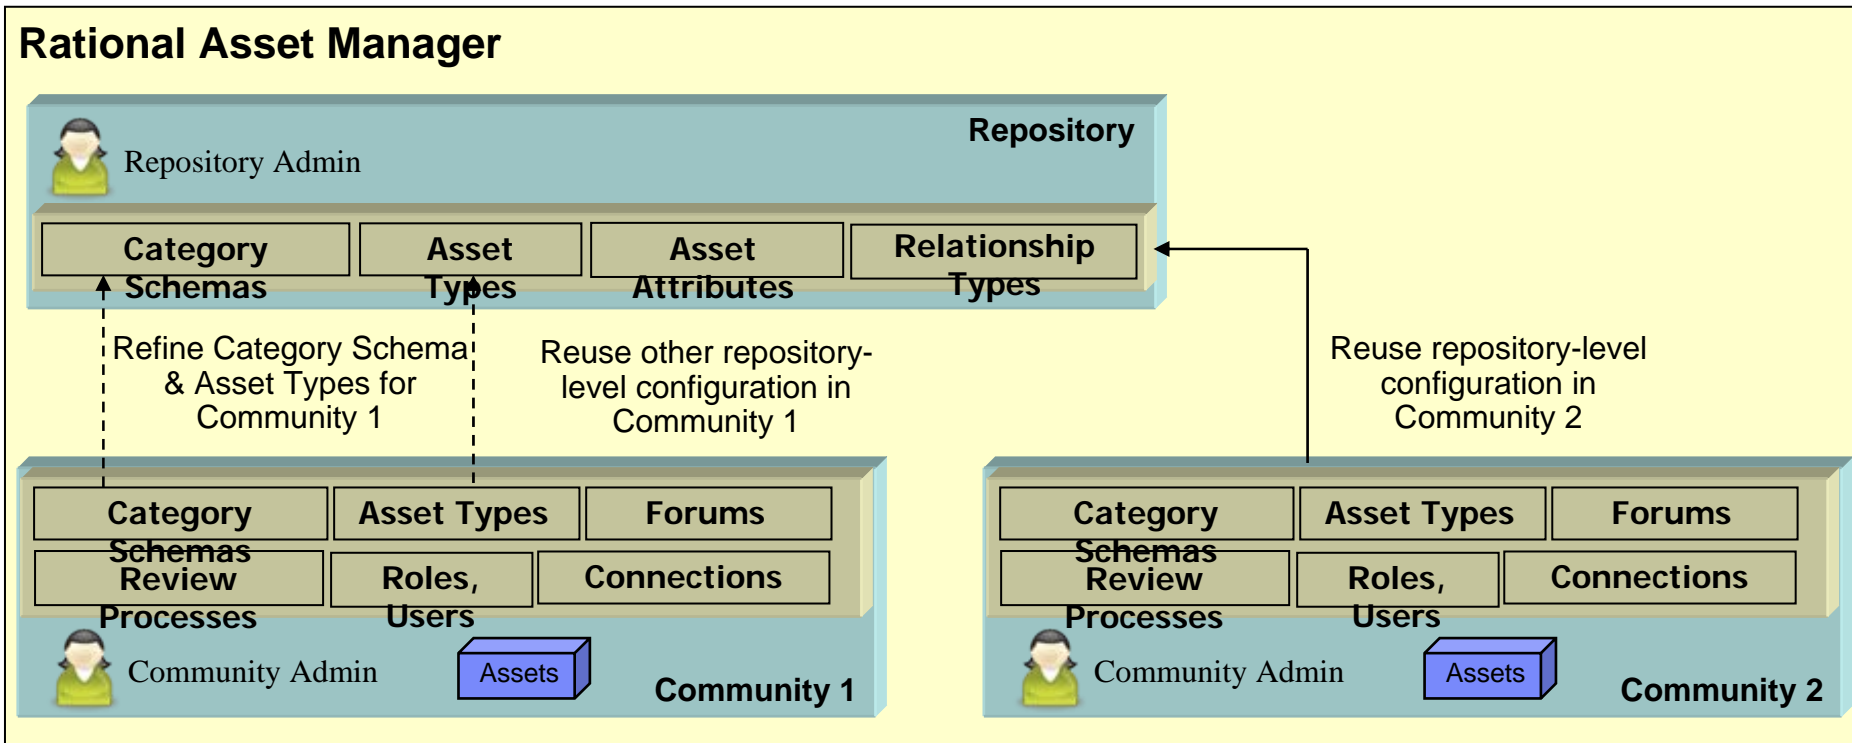 Rational Asset Manager
Repository
Repository Admin
Category
Schemas
Asset
Types
Asset
Attributes
Relationship
Types
Refine Category Schema
& Asset Types for
Community 1
Reuse other repository-
level configuration in
Community 1
Reuse repository-level
configuration in
Community 2
Category
Schemas
Asset Types
Forums
Review
Processes
Roles,
Users
Connections
Community Admin
Assets
Community 1
Category
Schemas
Asset Types
Forums
Review
Processes
Roles,
Users
Connections
Community Admin
Assets
Community 2